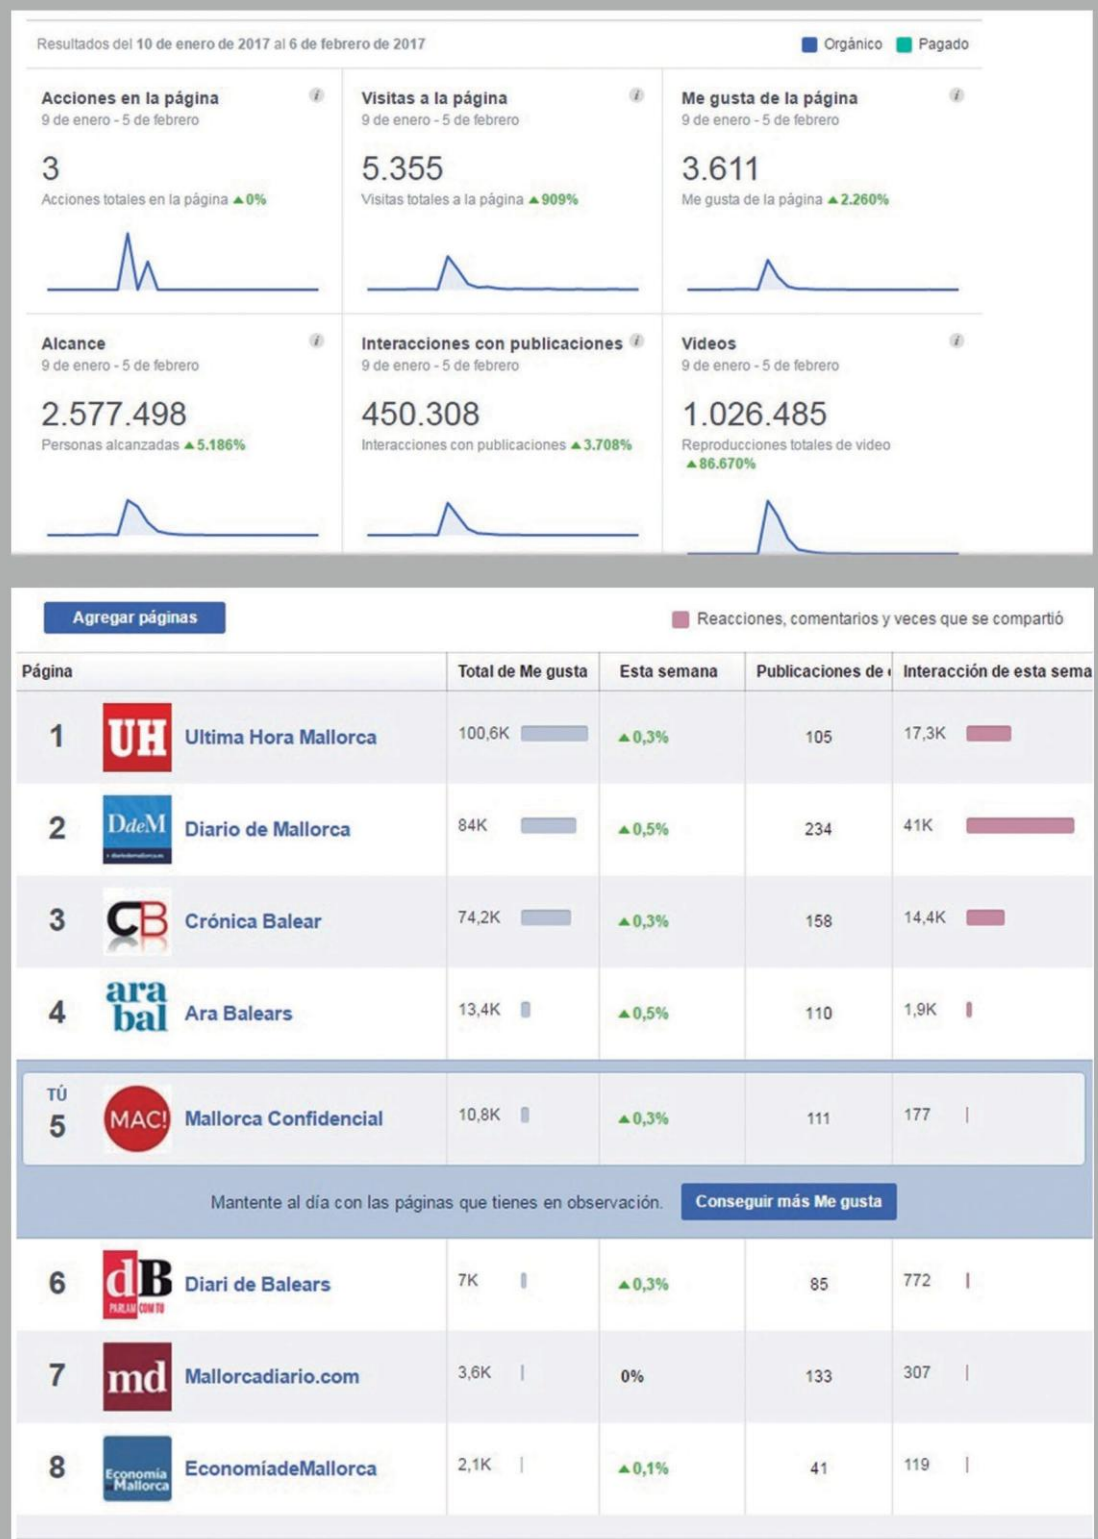 Resultados del 10 de enero de 2017 al 6 de febrero de 2017
Orgánico Pagado
Acciones en la página
9 de enero - 5 de febrero
3
Acciones totales en la página ▲0%
Visitas a la página
9 de enero - 5 de febrero
5.355
Visitas totales a la página ▲909%
Me gusta de la página
9 de enero - 5 de febrero
3.611
Me gusta de la página ▲2.260%
Alcance
9 de enero - 5 de febrero
2.577.498
Personas alcanzadas ▲5.186%
Interacciones con publicaciones
9 de enero - 5 de febrero
450.308
Interacciones con publicaciones ▲3.708%
Videos
9 de enero - 5 de febrero
1.026.485
Reproducciones totales de video
▲86.670%
Agregar páginas
Reacciones, comentarios y veces que se compartió
Página Total de Me gusta Esta semana Publicaciones de Interacción de esta sema
1 UH Ultima Hora Mallorca 100,6K ▲0,3% 105 17,3K
2 DdeM Diario de Mallorca 84K ▲0,5% 234 41K
3 CB Crónica Balear 74,2K ▲0,3% 158 14,4K
4 ara bal Ara Balears 13,4K ▲0,5% 110 1,9K
TÚ
5 MAC! Mallorca Confidencial 10,8K ▲0,3% 111 177
Mantente al día con las páginas que tienes en observación. Conseguir más Me gusta
6 dB PARLAM COM TU Diari de Balears 7K ▲0,3% 85 772
7 md Mallorcadiario.com 3,6K 0% 133 307
8 Economía de Mallorca EconomíadeMallorca 2,1K ▲0,1% 41 119